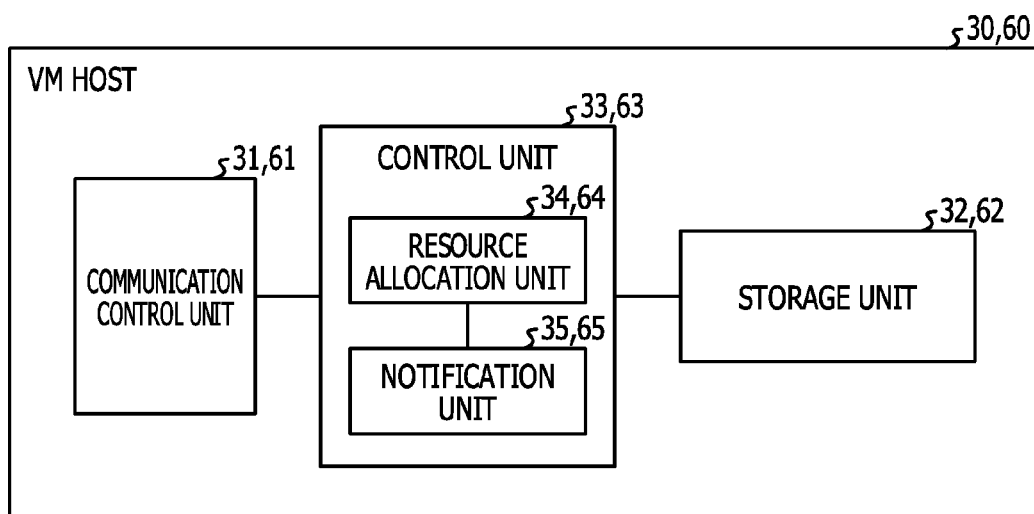 30,60
VM HOST
33,63
CONTROL UNIT
31,61
COMMUNICATION
CONTROL UNIT
34,64
RESOURCE
ALLOCATION UNIT
35,65
NOTIFICATION
UNIT
32,62
STORAGE UNIT